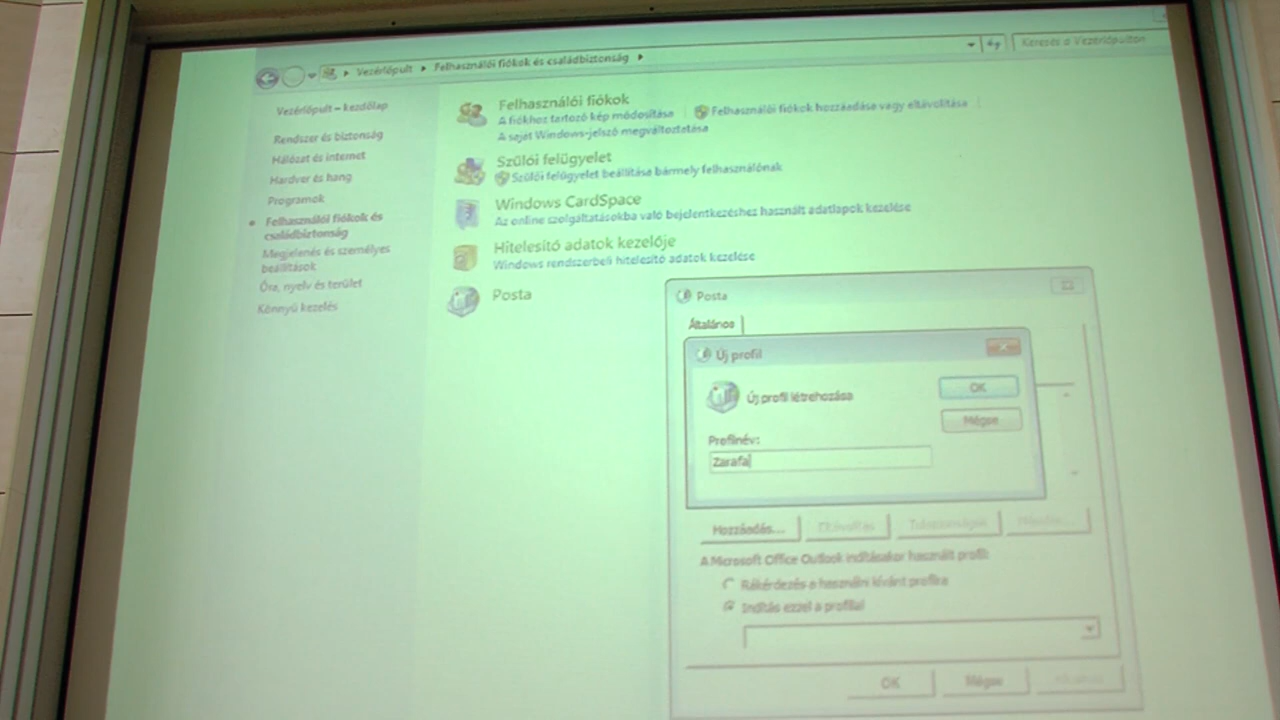 Vezérlőpult ▸ Felhasználói fiókok és családbiztonság ▸
Keresés a Vezérlőpulton
Vezérlőpult – kezdőlap
Rendszer és biztonság
Hálózat és internet
Hardver és hang
Programok
Felhasználói fiókok és
családbiztonság
Megjelenés és személyes
beállítások
Óra, nyelv és terület
Könnyű kezelés
Felhasználói fiókok
A fiókhoz tartozó kép módosítása
Felhasználói fiókok hozzáadása vagy eltávolítása
A saját Windows-jelszó megváltoztatása
Szülői felügyelet
Szülői felügyelet beállítása bármely felhasználónak
Windows CardSpace
Az online szolgáltatásokba való bejelentkezéshez használt adatlapok kezelése
Hitelesítő adatok kezelője
Windows rendszerbeli hitelesítő adatok kezelése
Posta
Posta
Általános
Új profil
Új profil létrehozása
OK
Mégse
Profilnév:
Zarafa
Hozzáadás...
Eltávolítás
Tulajdonságok
Másolás...
A Microsoft Office Outlook indításakor használt profil:
Rákérdezés a használni kívánt profilra
Indítás ezzel a profillal
OK
Mégse